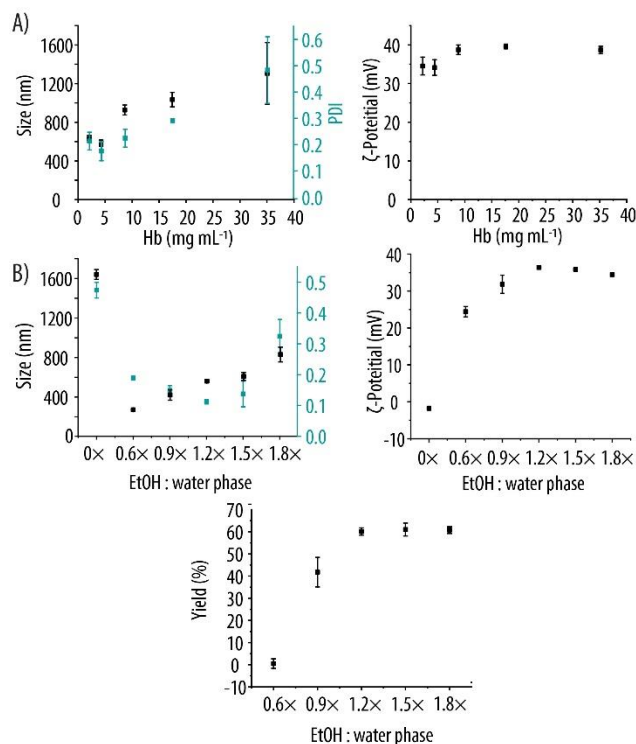 A)
1600
1200
800
400
0
Size (nm)
0 5 10 15 20 25 30 35 40
Hb (mg mL⁻¹)
0.6
0.5
0.4
0.3
0.2
0.1
0.0
PDI
60
40
20
0
ζ-Poteitial (mV)
0 5 10 15 20 25 30 35 40
Hb (mg mL⁻¹)
B)
1600
1200
800
400
0
Size (nm)
0.5
0.4
0.3
0.2
0.1
0.0
0× 0.6× 0.9× 1.2× 1.5× 1.8×
EtOH : water phase
40
30
20
10
0
-10
ζ-Poteitial (mV)
0× 0.6× 0.9× 1.2× 1.5× 1.8×
EtOH : water phase
70
60
50
40
30
20
10
0
-10
Yield (%)
0.6× 0.9× 1.2× 1.5× 1.8×
EtOH : water phase